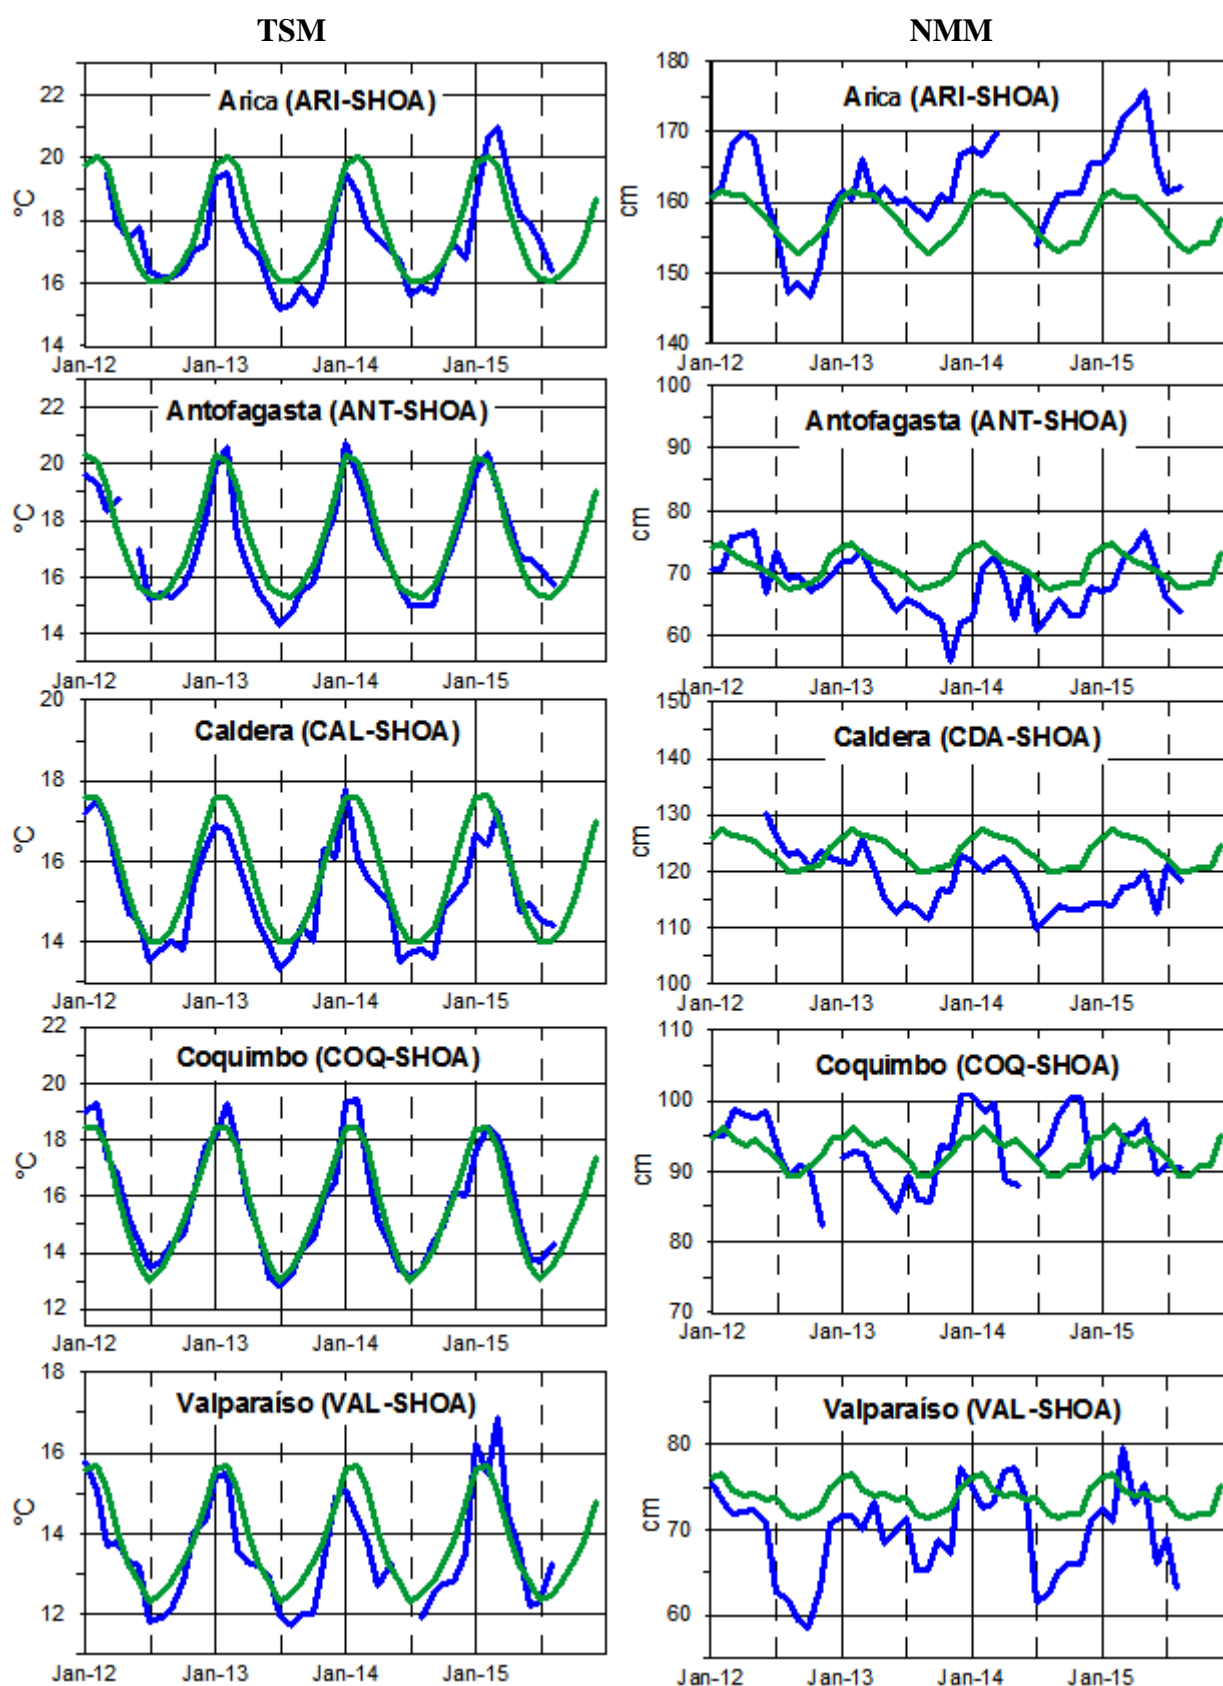 TSM
NMM
Arica (ARI-SHOA)
22
20
18
16
14
°C
Jan-12 Jan-13 Jan-14 Jan-15
Arica (ARI-SHOA)
180
170
160
150
140
cm
Jan-12 Jan-13 Jan-14 Jan-15
Antofagasta (ANT-SHOA)
22
20
18
16
14
°C
Jan-12 Jan-13 Jan-14 Jan-15
Antofagasta (ANT-SHOA)
100
90
80
70
60
cm
Jan-12 Jan-13 Jan-14 Jan-15
Caldera (CAL-SHOA)
20
18
16
14
°C
Jan-12 Jan-13 Jan-14 Jan-15
Caldera (CDA-SHOA)
150
140
130
120
110
100
cm
Jan-12 Jan-13 Jan-14 Jan-15
Coquimbo (COQ-SHOA)
22
20
18
16
14
12
°C
Jan-12 Jan-13 Jan-14 Jan-15
Coquimbo (COQ-SHOA)
110
100
90
80
70
cm
Jan-12 Jan-13 Jan-14 Jan-15
Valparaíso (VAL-SHOA)
18
16
14
12
°C
Jan-12 Jan-13 Jan-14 Jan-15
Valparaíso (VAL-SHOA)
80
70
60
cm
Jan-12 Jan-13 Jan-14 Jan-15